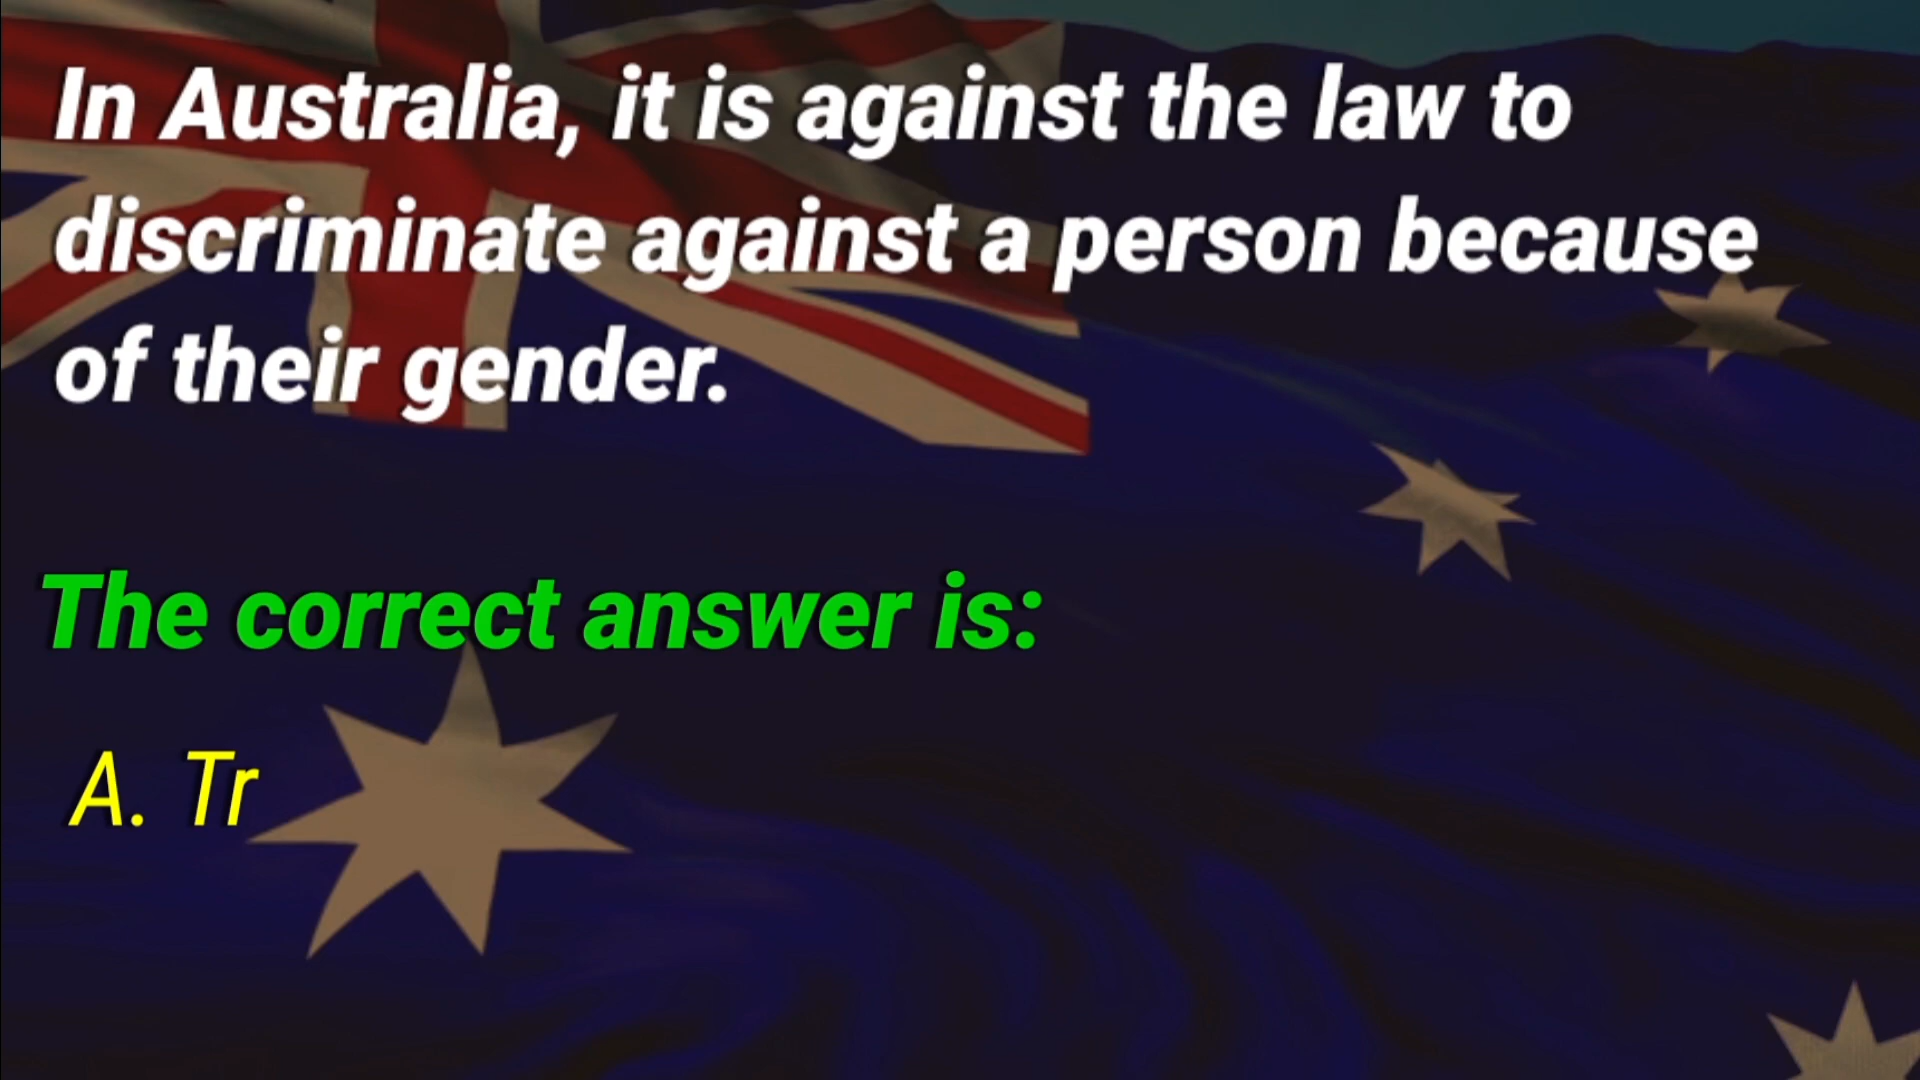 In Australia, it is against the law to
discriminate against a person because
of their gender.
The correct answer is:
A. Tr